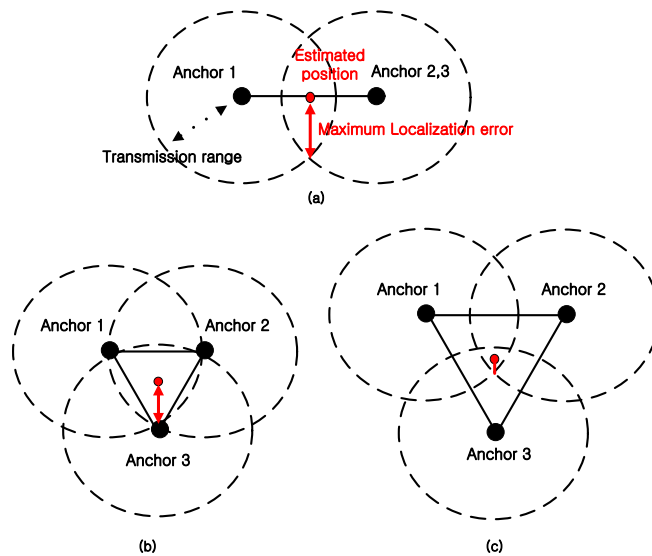 Estimated
position
Anchor 1
Anchor 2,3
Maximum Localization error
Transmission range
(a)
Anchor 1
Anchor 2
Anchor 3
(b)
Anchor 1
Anchor 2
Anchor 3
(c)